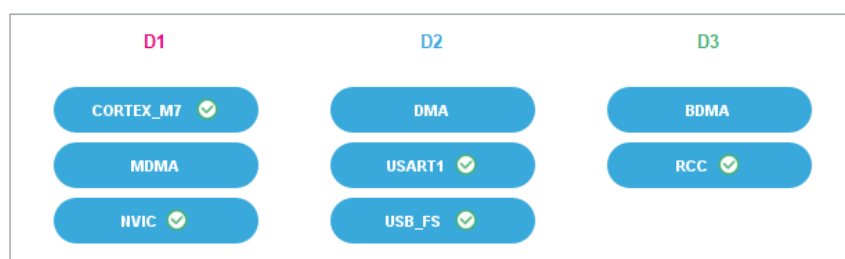 D1 D2 D3
CORTEX_M7 DMA BDMA
MDMA USART1 RCC
NVIC USB_FS